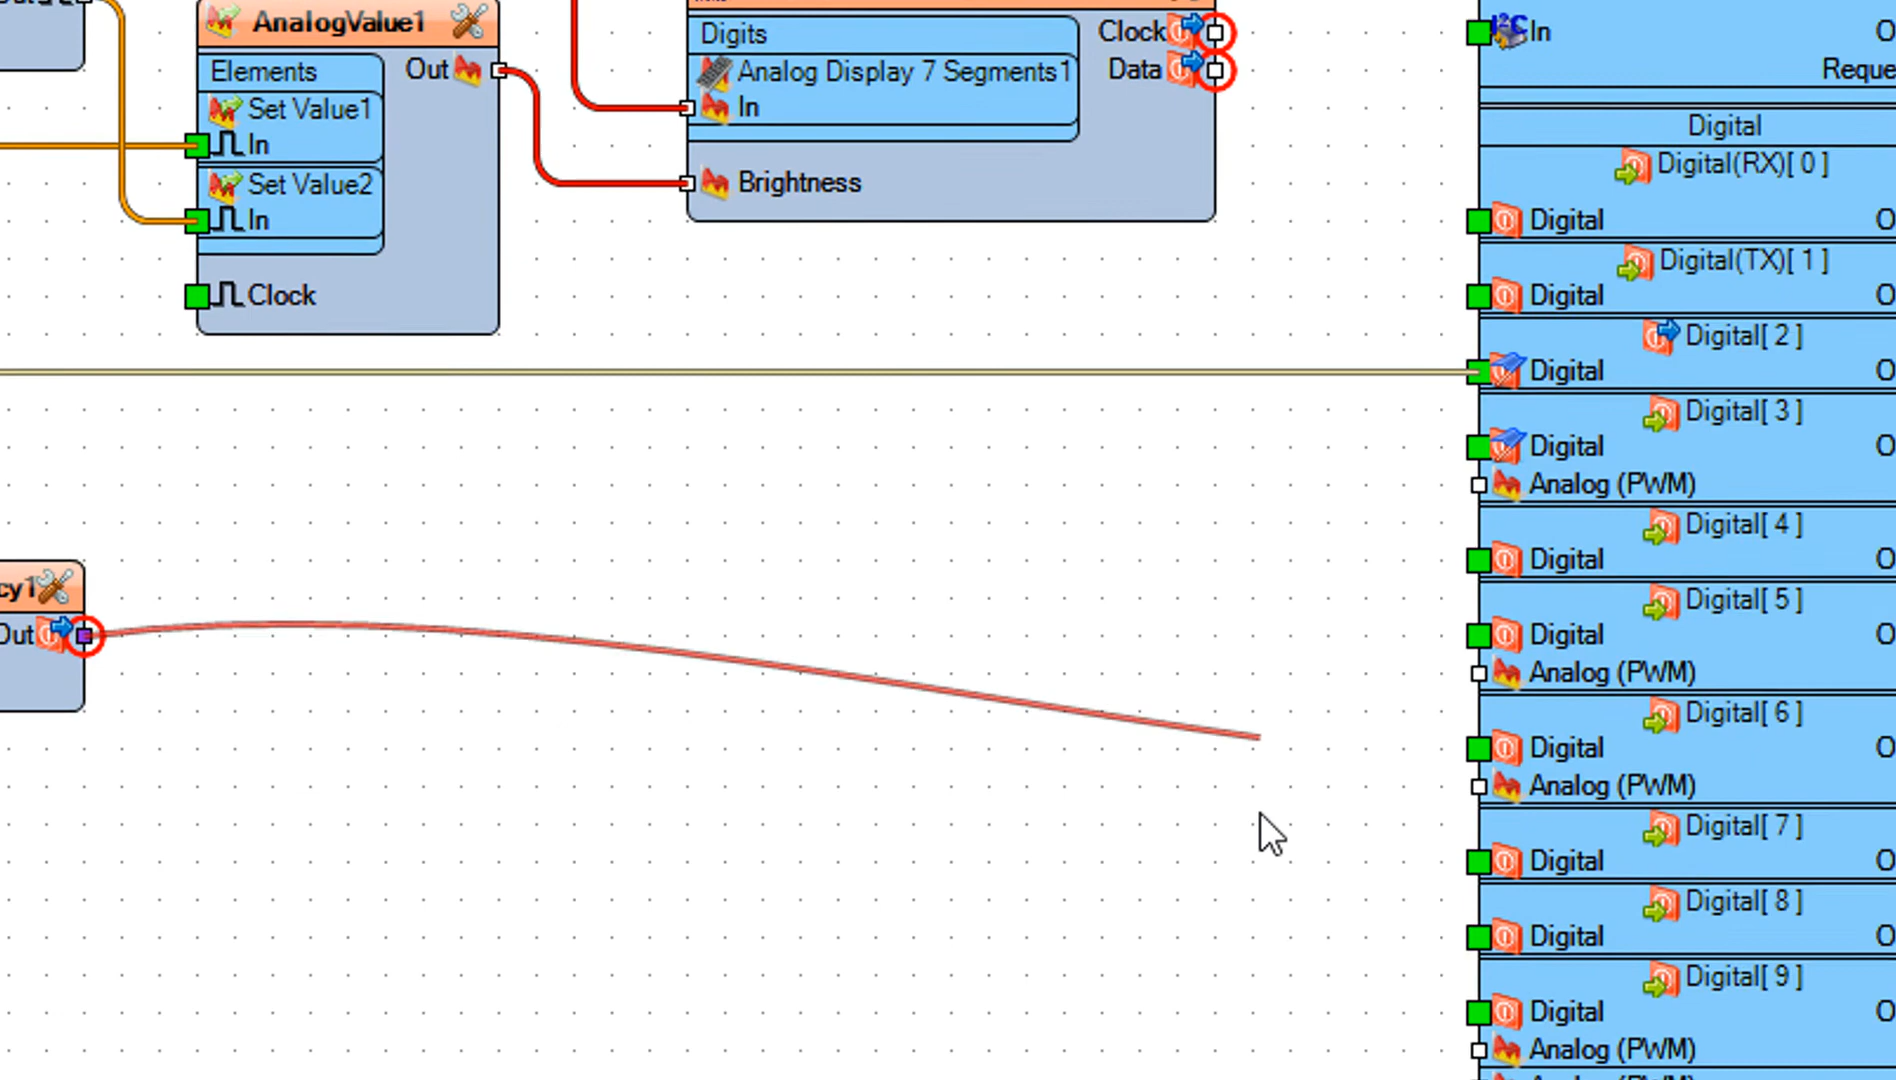 AnalogValue1
Elements
Out
Set Value1
In
Set Value2
In
Clock
Digits
Clock
Analog Display 7 Segments1
Data
In
Brightness
cy1
Out
I²C
In
O
Reque
Digital
Digital(RX)[ 0 ]
Digital
O
Digital(TX)[ 1 ]
Digital
O
Digital[ 2 ]
Digital
O
Digital[ 3 ]
Digital
O
Analog (PWM)
Digital[ 4 ]
Digital
O
Digital[ 5 ]
Digital
O
Analog (PWM)
Digital[ 6 ]
Digital
O
Analog (PWM)
Digital[ 7 ]
Digital
O
Digital[ 8 ]
Digital
O
Digital[ 9 ]
Digital
O
Analog (PWM)